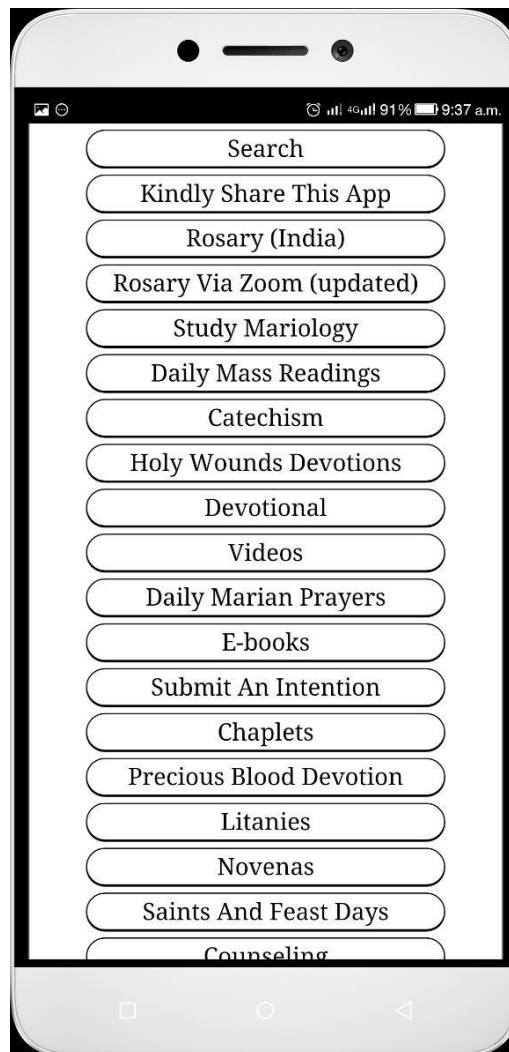 4G 91% 9:37 a.m.
Search
Kindly Share This App
Rosary (India)
Rosary Via Zoom (updated)
Study Mariology
Daily Mass Readings
Catechism
Holy Wounds Devotions
Devotional
Videos
Daily Marian Prayers
E-books
Submit An Intention
Chaplets
Precious Blood Devotion
Litanies
Novenas
Saints And Feast Days
Counseling